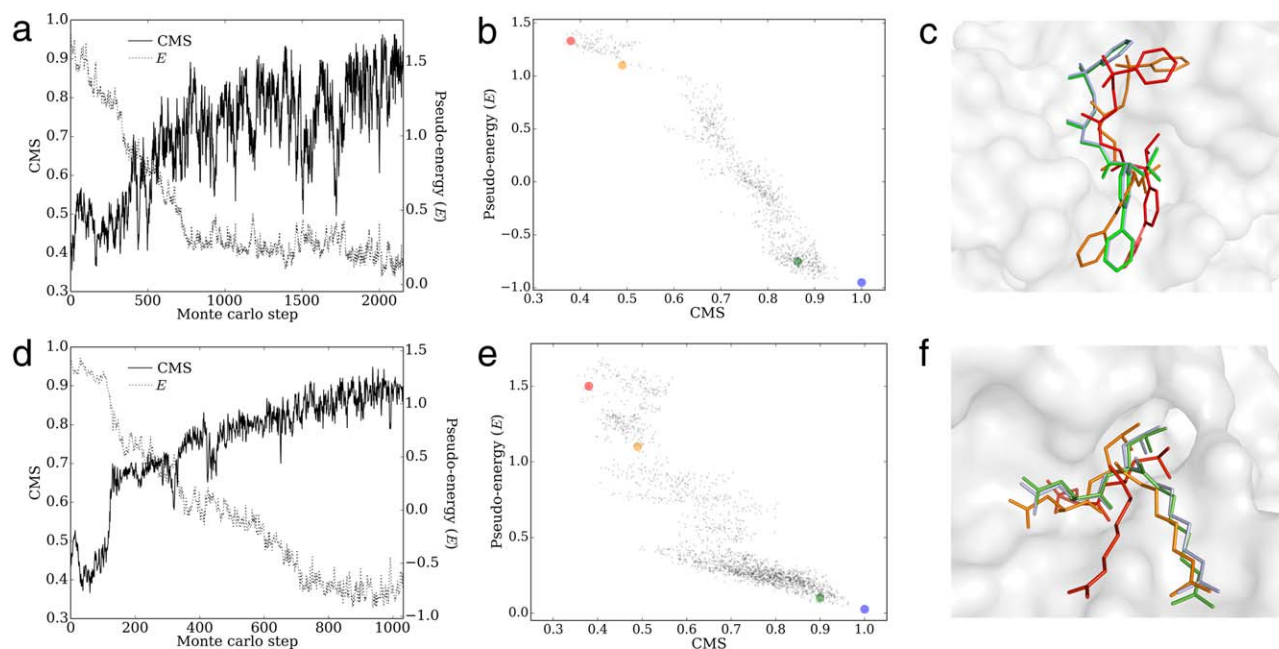 a
CMS
E
1.0
0.9
0.8
0.7
0.6
0.5
0.4
0.3
CMS
1.5
1.0
0.5
0.0
Pseudo-energy (E)
0 500 1000 1500 2000
Monte carlo step
b
1.5
1.0
0.5
0.0
−0.5
−1.0
Pseudo-energy (E)
0.3 0.4 0.5 0.6 0.7 0.8 0.9 1.0
CMS
c
d
CMS
E
1.0
0.9
0.8
0.7
0.6
0.5
0.4
0.3
CMS
1.5
1.0
0.5
0.0
−0.5
−1.0
Pseudo-energy (E)
0 200 400 600 800 1000
Monte carlo step
e
1.5
1.0
0.5
0.0
Pseudo-energy (E)
0.3 0.4 0.5 0.6 0.7 0.8 0.9 1.0
CMS
f